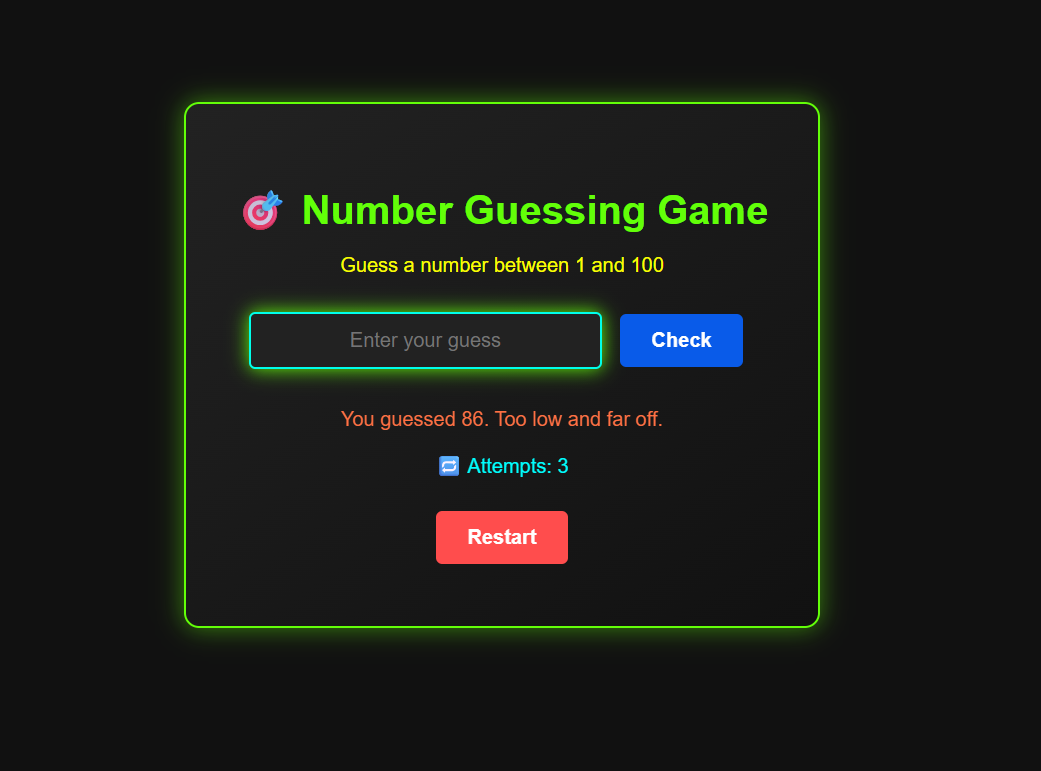 🎯 Number Guessing Game
Guess a number between 1 and 100
Enter your guess
Check
You guessed 86. Too low and far off.
🔁 Attempts: 3
Restart